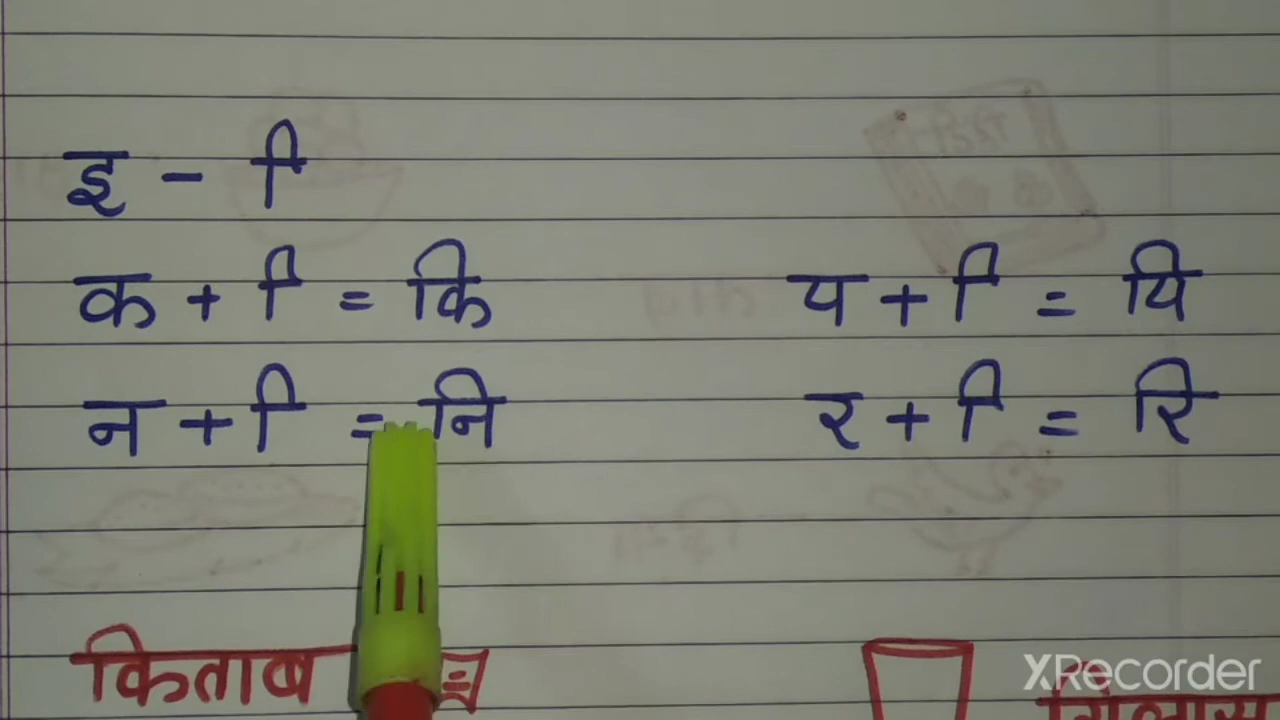 इ - ि
क + ि = कि य + ि = यि
न + ि = नि र + ि = रि
XRecorder
किताब गिलास